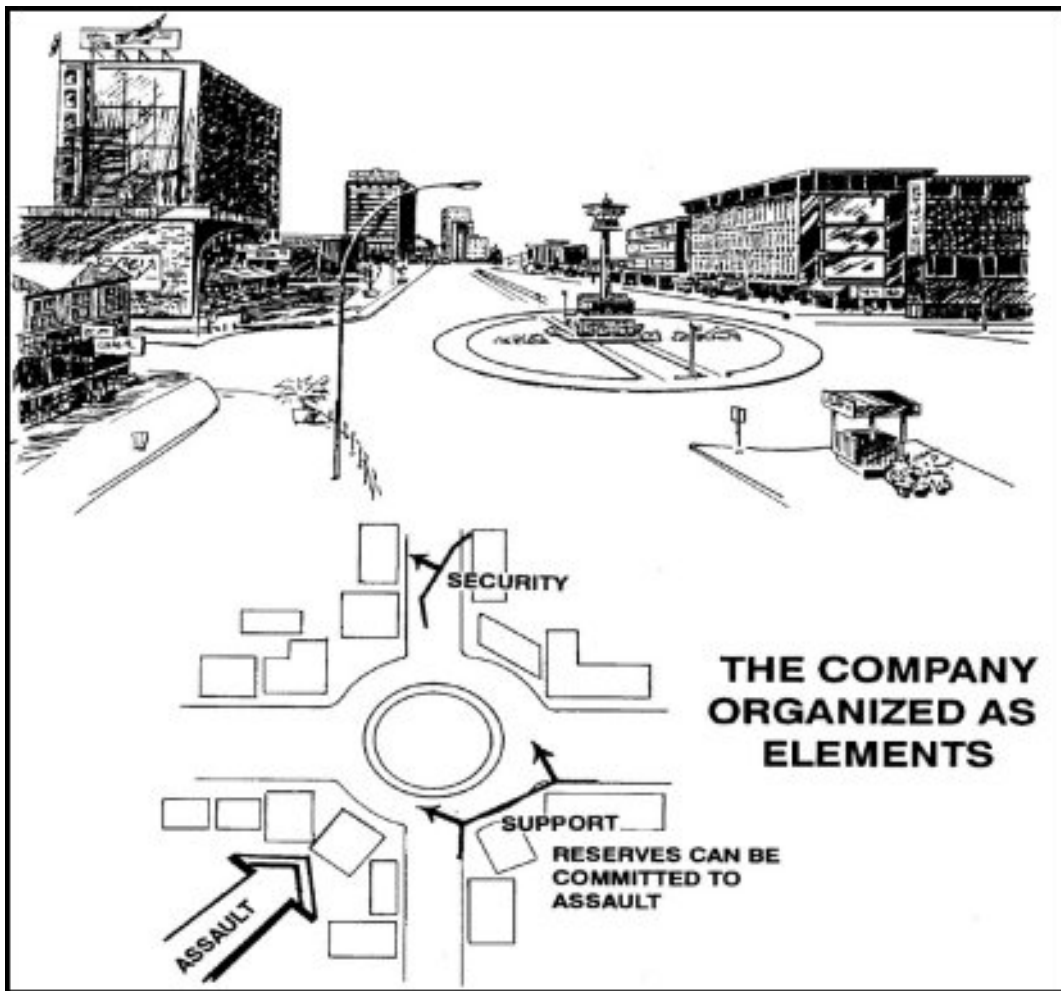 SECURITY
THE COMPANY
ORGANIZED AS
ELEMENTS
SUPPORT
RESERVES CAN BE
COMMITTED TO
ASSAULT
ASSAULT